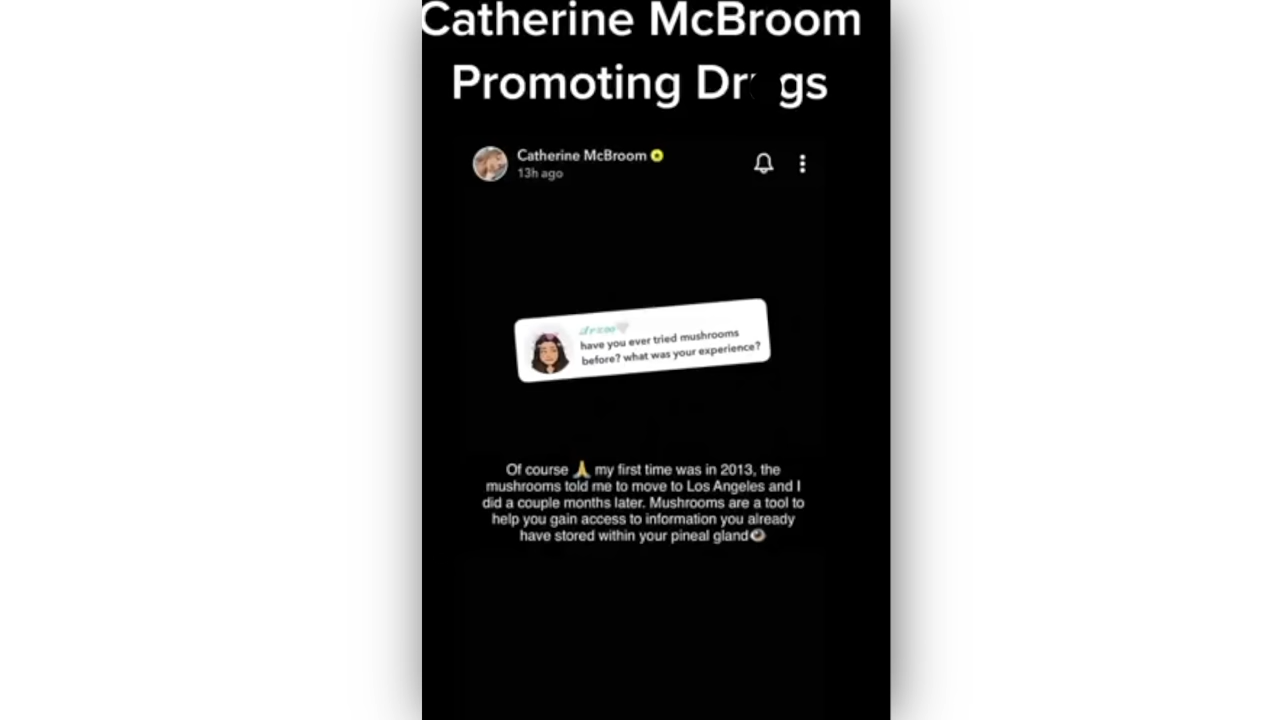 Catherine McBroom
Promoting Dr gs
Catherine McBroom
13h ago
have you ever tried mushrooms
before? what was your experience?
Of course 🙏 my first time was in 2013, the
mushrooms told me to move to Los Angeles and I
did a couple months later. Mushrooms are a tool to
help you gain access to information you already
have stored within your pineal gland👁